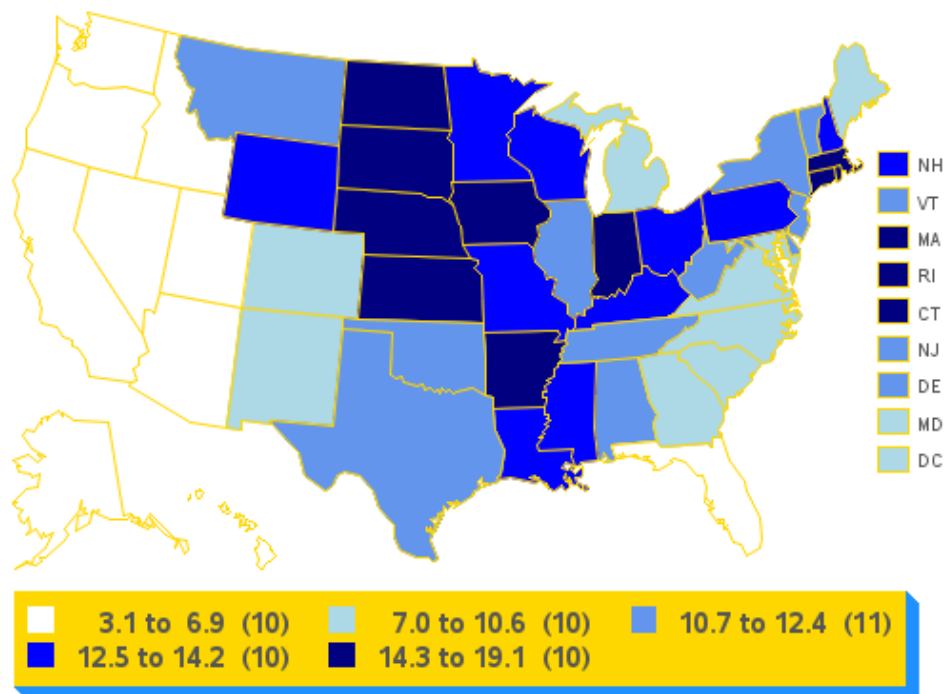 NH
VT
MA
RI
CT
NJ
DE
MD
DC
3.1 to 6.9 (10) 7.0 to 10.6 (10) 10.7 to 12.4 (11)
12.5 to 14.2 (10) 14.3 to 19.1 (10)